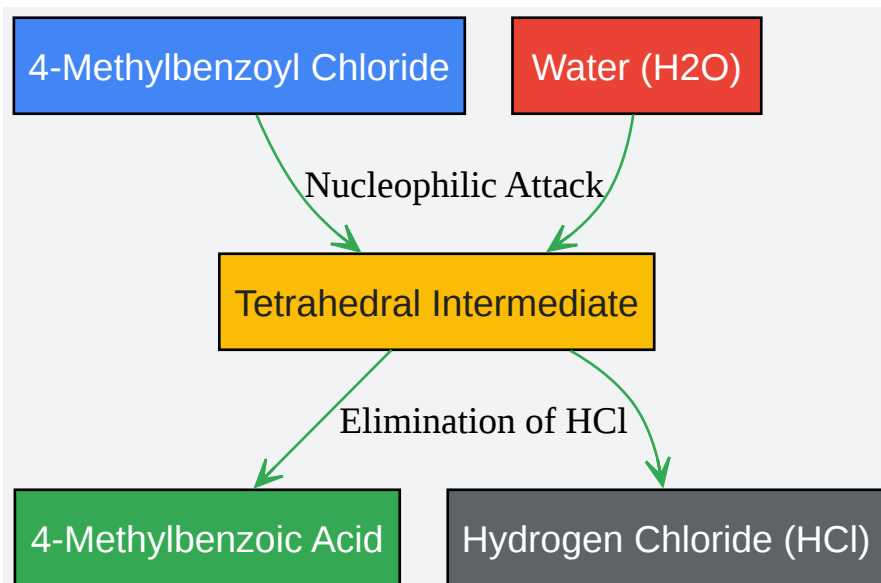 4-Methylbenzoyl Chloride
Water (H2O)
Nucleophilic Attack
Tetrahedral Intermediate
Elimination of HCl
4-Methylbenzoic Acid
Hydrogen Chloride (HCl)